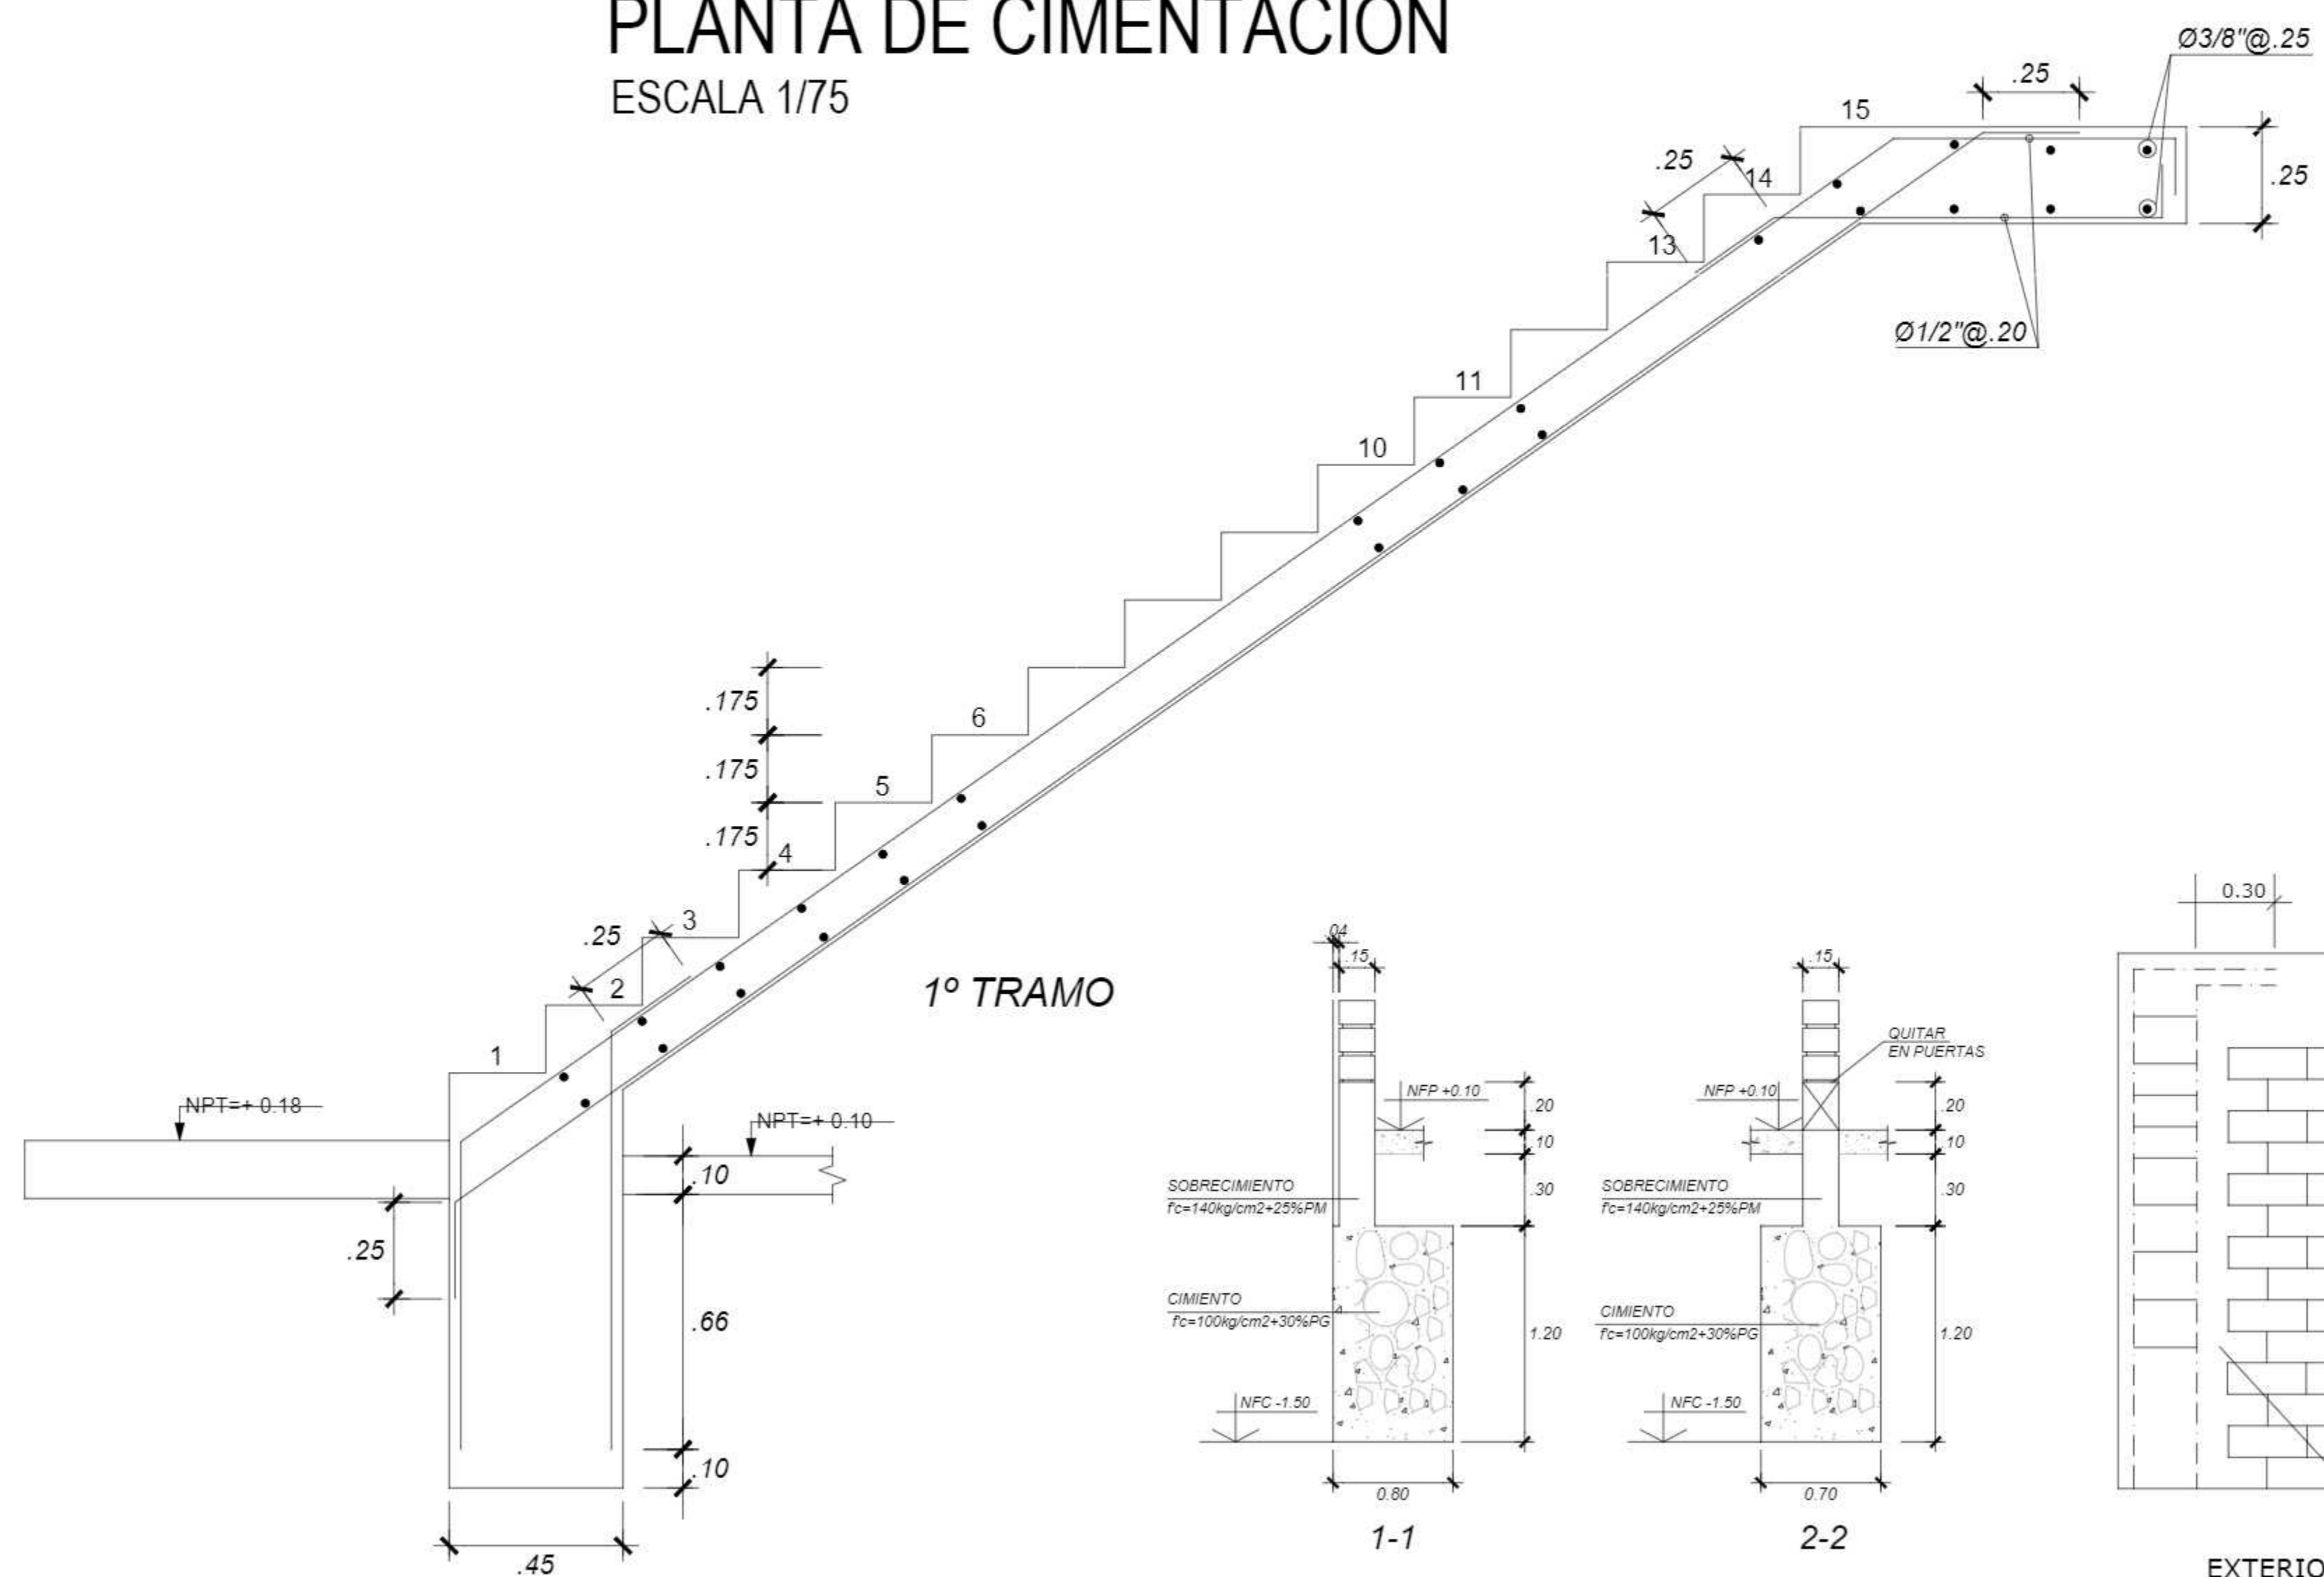 PLANTA DE CIMENTACIÓN
ESCALA 1/75
Ø3/8"@.25
.25
15
.25
.25
14
13
Ø1/2"@.20
11
10
.175
.175
.175
6
5
4
.25
3
2
1
1º TRAMO
NPT=+ 0.18
NPT=+ 0.10
.10
.25
.66
.10
.45
.04
.15
NFP +0.10
.20
.10
.30
SOBRECIMIENTO
f'c=140kg/cm2+25%PM
CIMIENTO
f'c=100kg/cm2+30%PG
1.20
NFC -1.50
0.80
1-1
.15
QUITAR
EN PUERTAS
NFP +0.10
.20
.10
.30
SOBRECIMIENTO
f'c=140kg/cm2+25%PM
CIMIENTO
f'c=100kg/cm2+30%PG
1.20
NFC -1.50
0.70
2-2
0.30
EXTERIO